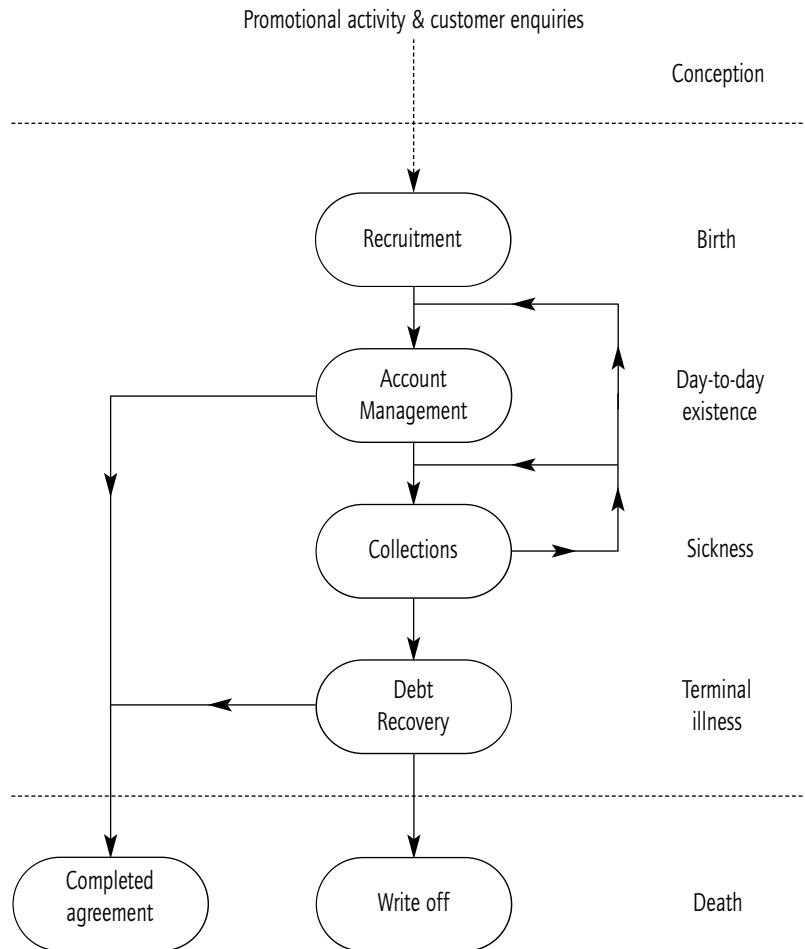 Promotional activity & customer enquiries
Conception
Recruitment
Birth
Account
Management
Day-to-day
existence
Collections
Sickness
Debt
Recovery
Terminal
illness
Completed
agreement
Write off
Death